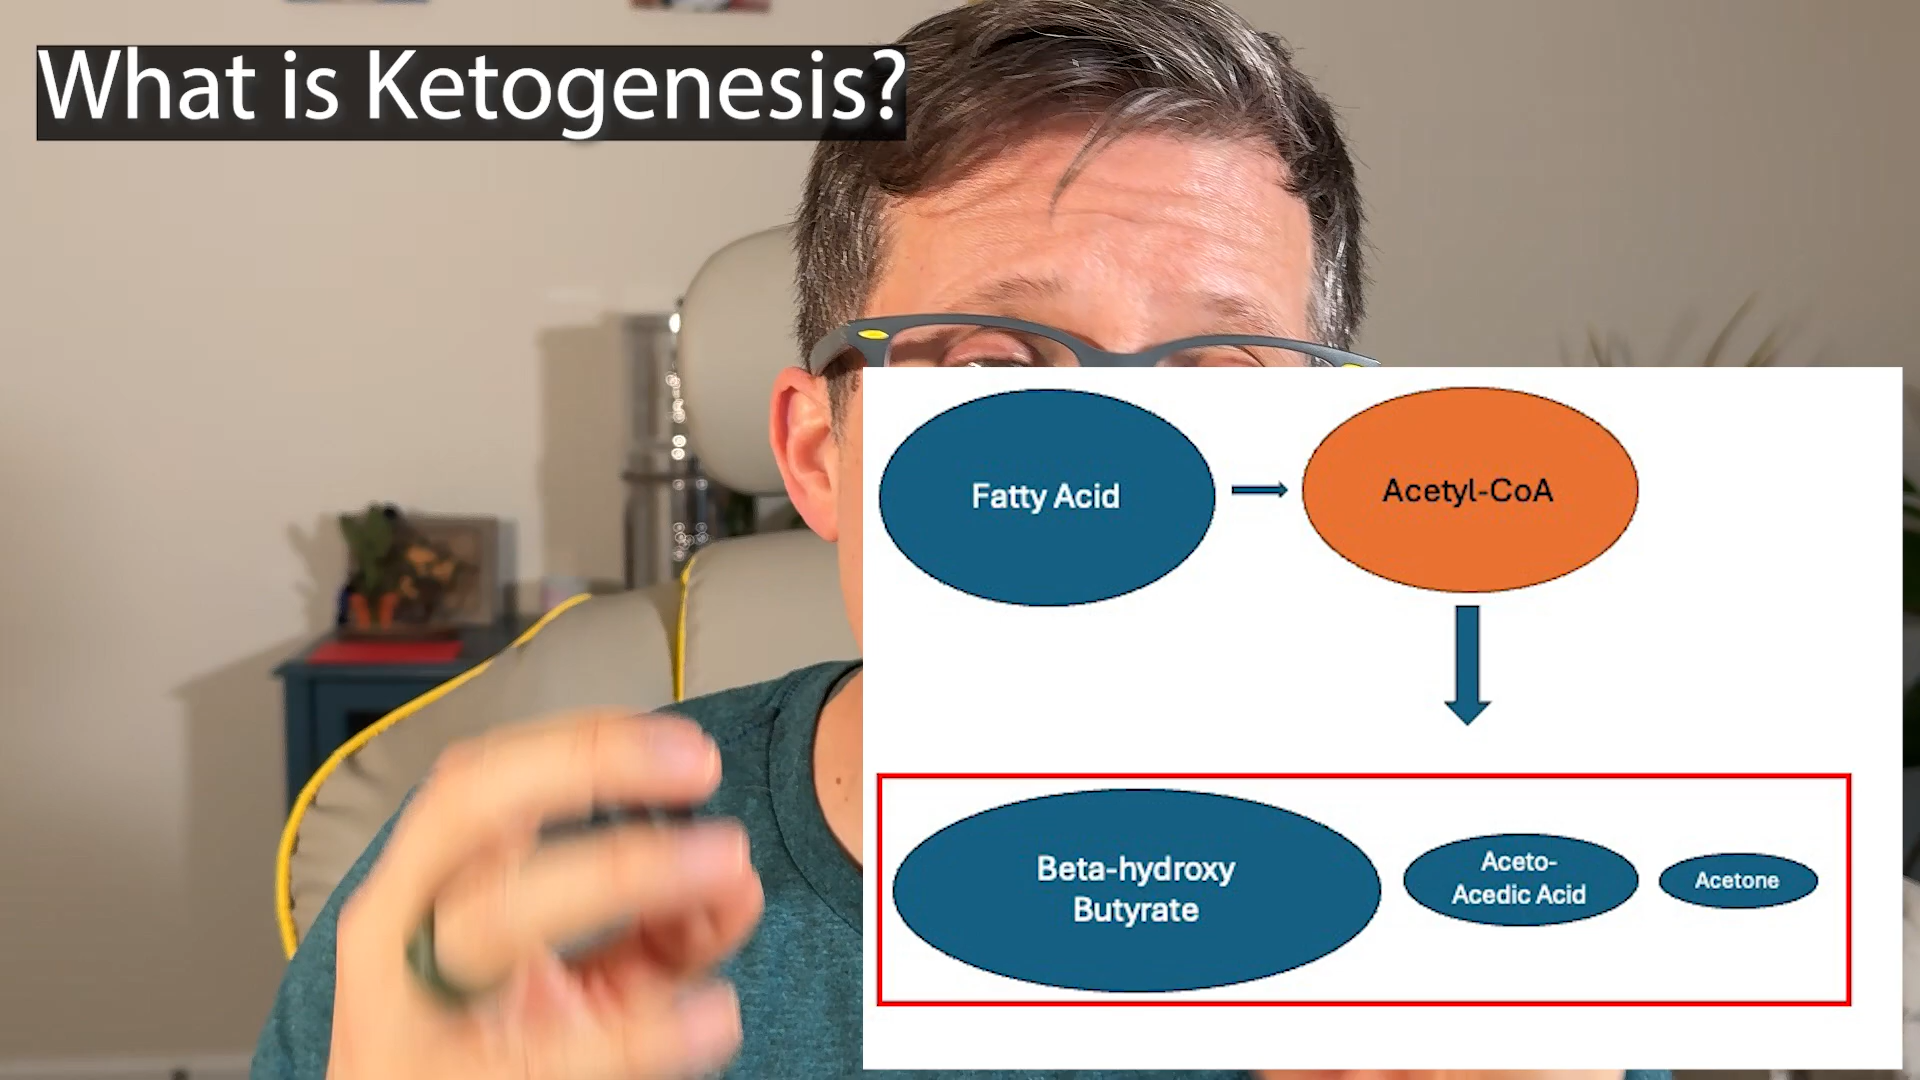 What is Ketogenesis?
Fatty Acid
Acetyl-CoA
Beta-hydroxy
Butyrate
Aceto-
Acedic Acid
Acetone